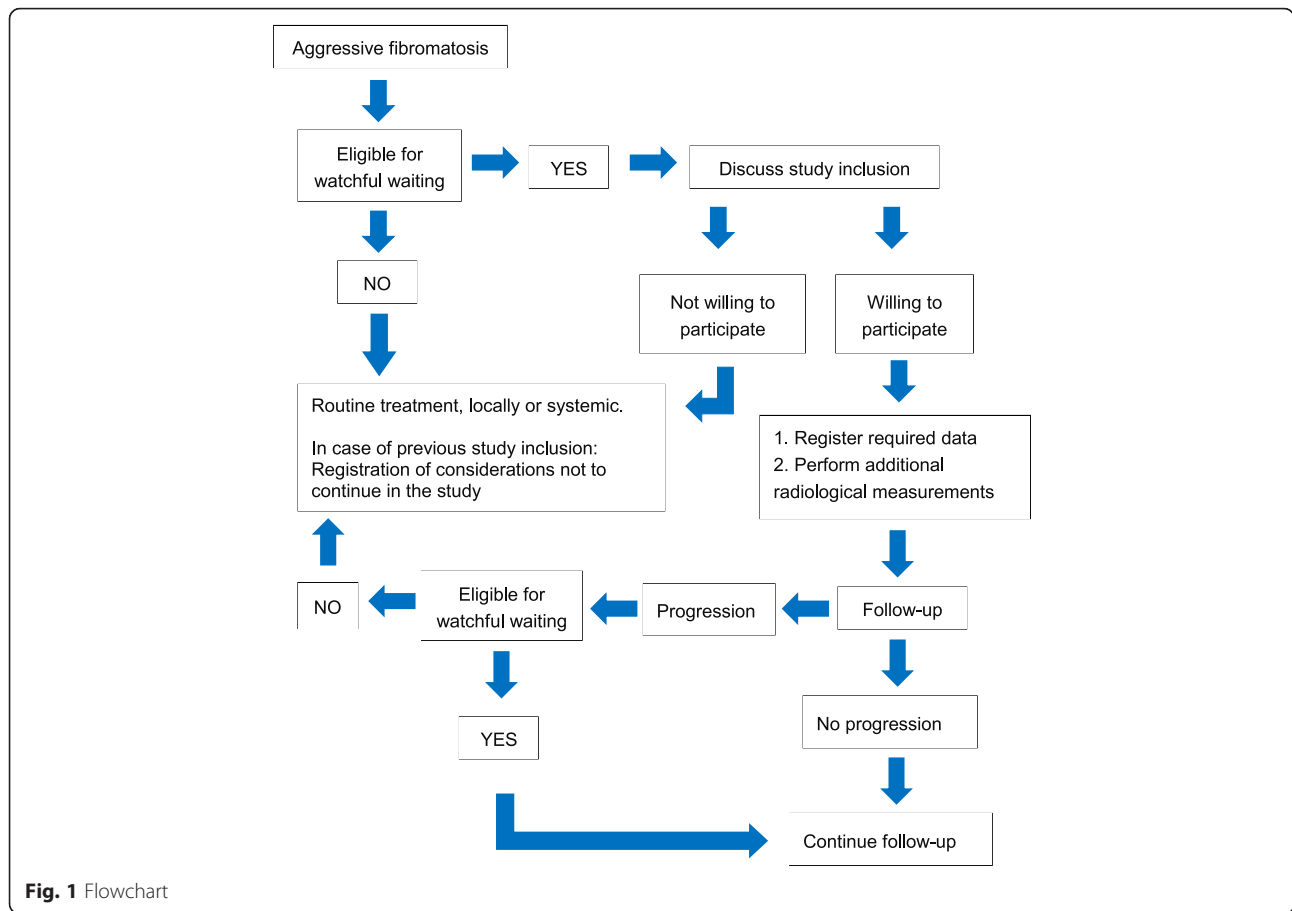 Aggressive fibromatosis
Eligible for
watchful waiting
YES
Discuss study inclusion
NO
Not willing to
participate
Willing to
participate
Routine treatment, locally or systemic.
In case of previous study inclusion:
Registration of considerations not to
continue in the study
1. Register required data
2. Perform additional
radiological measurements
NO
Eligible for
watchful waiting
Progression
Follow-up
YES
No progression
Continue follow-up
Fig. 1 Flowchart